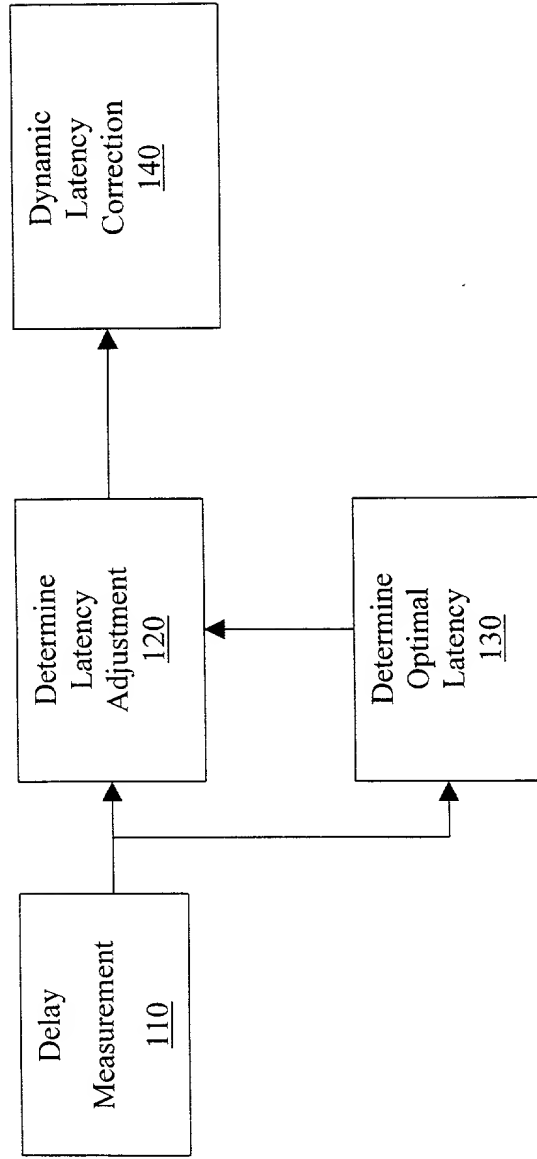 Delay
Measurement
110
Determine
Latency
Adjustment
120
Determine
Optimal
Latency
130
Dynamic
Latency
Correction
140